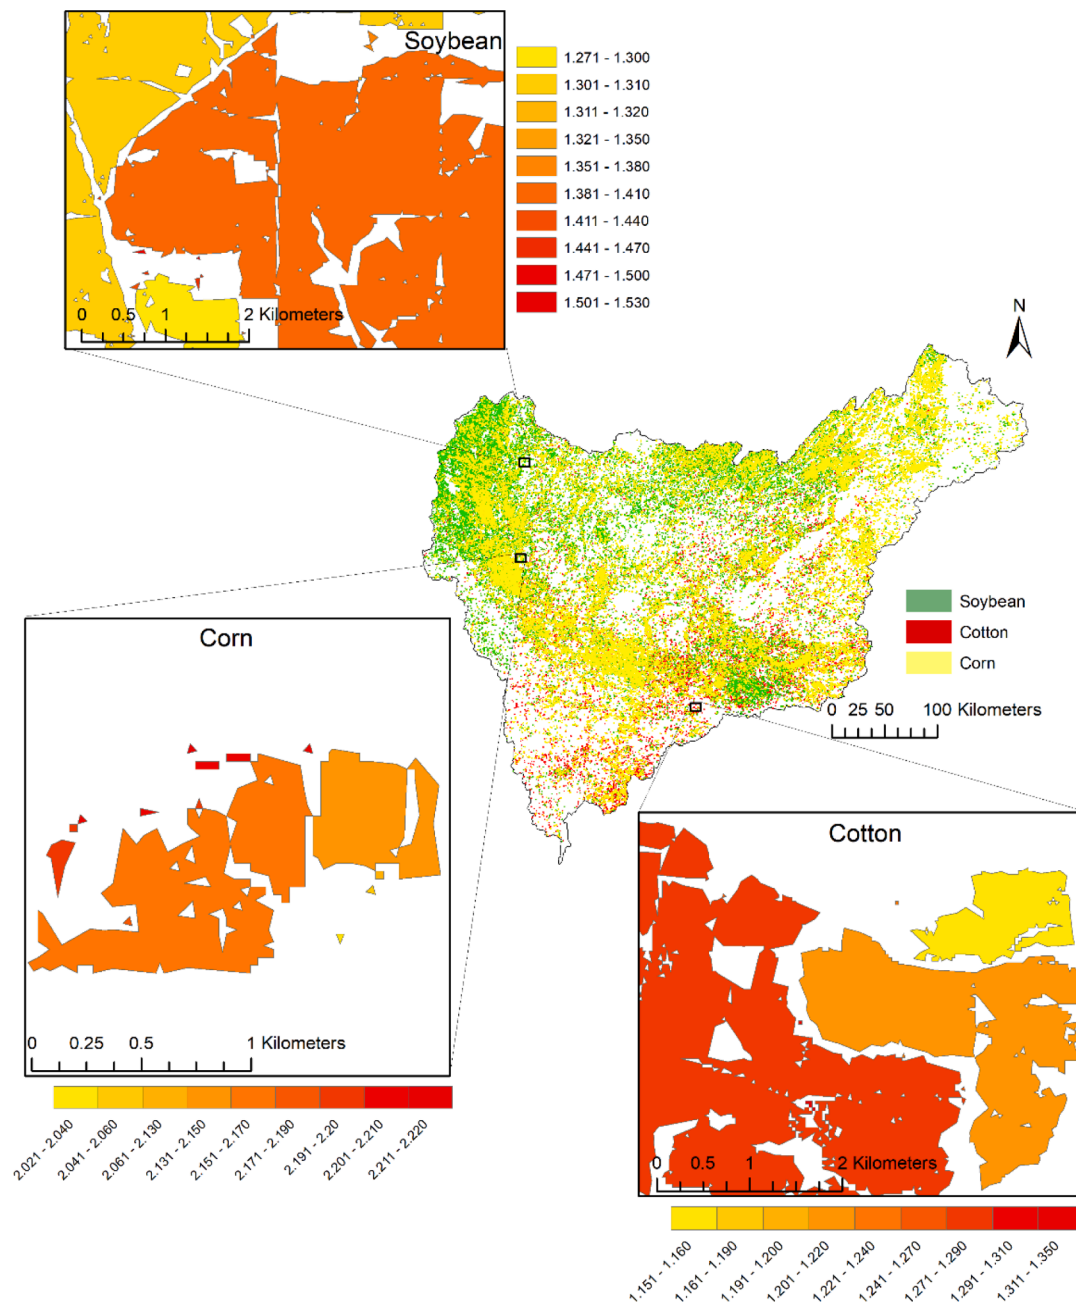 Soybean
1.271 - 1.300
1.301 - 1.310
1.311 - 1.320
1.321 - 1.350
1.351 - 1.380
1.381 - 1.410
1.411 - 1.440
1.441 - 1.470
1.471 - 1.500
1.501 - 1.530
0 0.5 1 2 Kilometers
N
Soybean
Cotton
Corn
0 25 50 100 Kilometers
Corn
0 0.25 0.5 1 Kilometers
2.021 - 2.040
2.041 - 2.060
2.061 - 2.130
2.131 - 2.150
2.151 - 2.170
2.171 - 2.190
2.191 - 2.20
2.201 - 2.210
2.211 - 2.220
Cotton
0 0.5 1 2 Kilometers
1.151 - 1.160
1.161 - 1.190
1.191 - 1.200
1.201 - 1.220
1.221 - 1.240
1.241 - 1.270
1.271 - 1.290
1.291 - 1.310
1.311 - 1.350